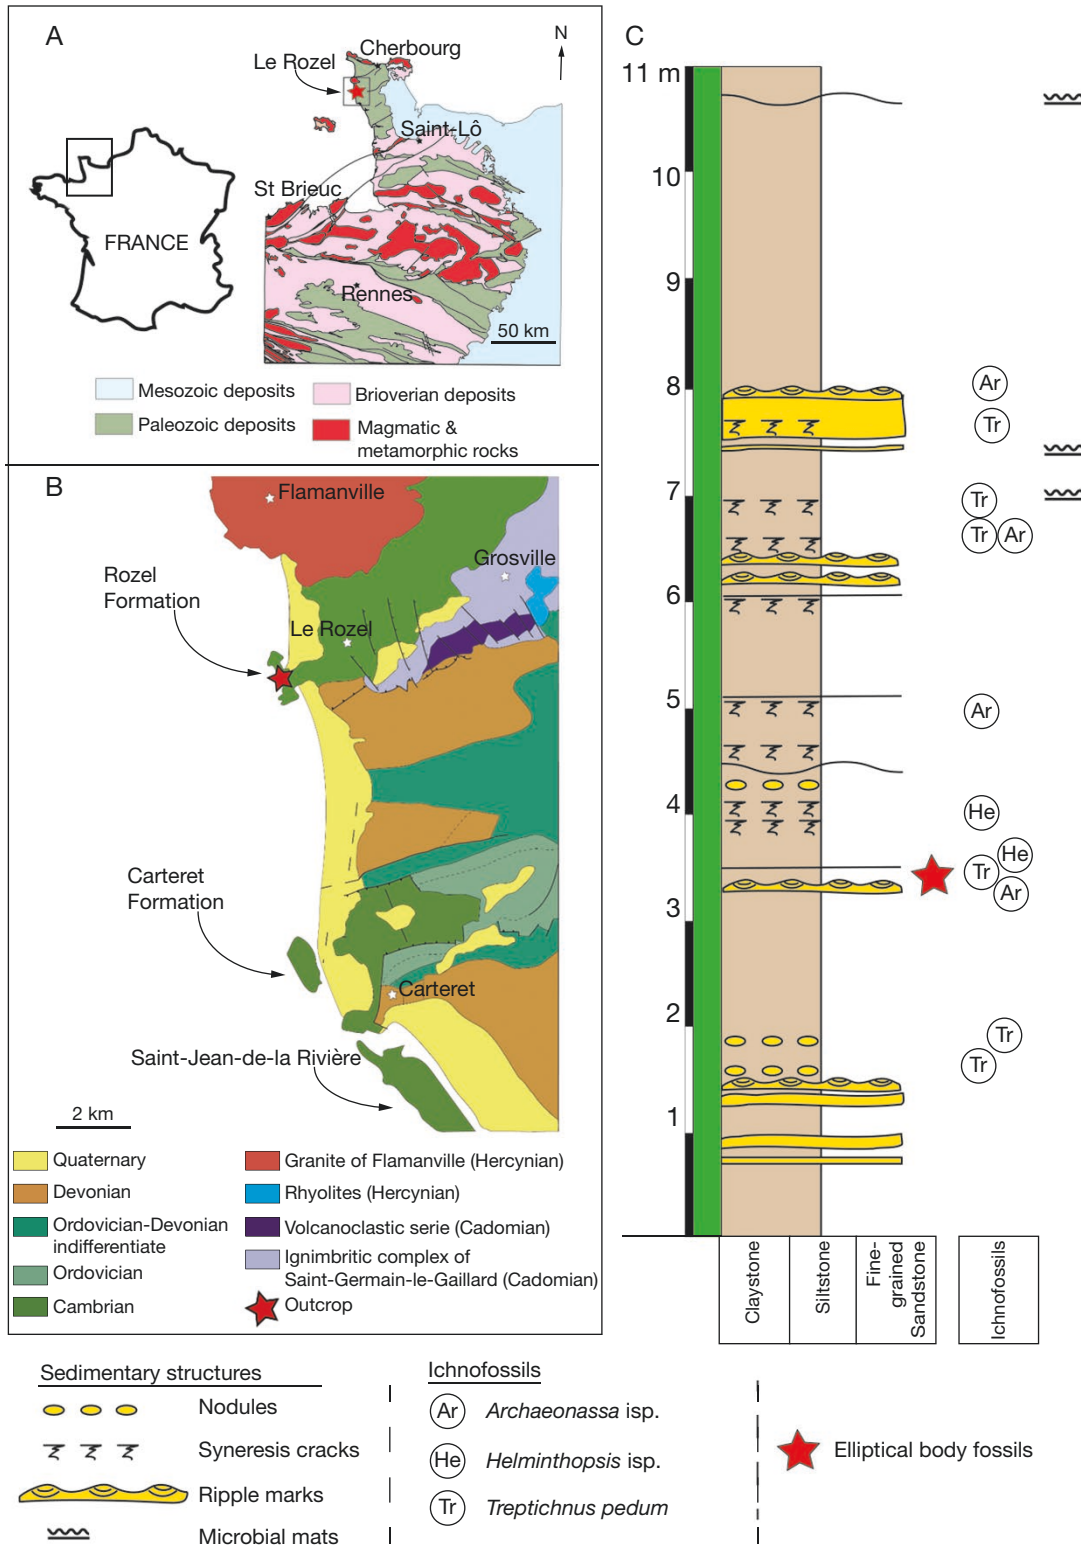 A
N
Cherbourg
Le Rozel
Saint-Lô
St Brieuc
FRANCE
Rennes
50 km
Mesozoic deposits
Brioverian deposits
Paleozoic deposits
Magmatic &
metamorphic rocks
B
Flamanville
Grosville
Rozel
Formation
Le Rozel
Carteret
Formation
Carteret
Saint-Jean-de-la Rivière
2 km
Quaternary
Granite of Flamanville (Hercynian)
Devonian
Rhyolites (Hercynian)
Ordovician-Devonian
indifferentiate
Volcanoclastic serie (Cadomian)
Ordovician
Ignimbritic complex of
Saint-Germain-le-Gaillard (Cadomian)
Cambrian
Outcrop
C
11 m
10
9
8
Ar
Tr
7
Tr
Tr Ar
6
5
Ar
4
He
He
Tr
Ar
3
2
Tr
Tr
1
Claystone
Siltstone
Fine-
grained
Sandstone
Ichnofossils
Sedimentary structures
Nodules
Syneresis cracks
Ripple marks
Microbial mats
Ichnofossils
Ar Archaeonassa isp.
He Helminthopsis isp.
Tr Treptichnus pedum
Elliptical body fossils